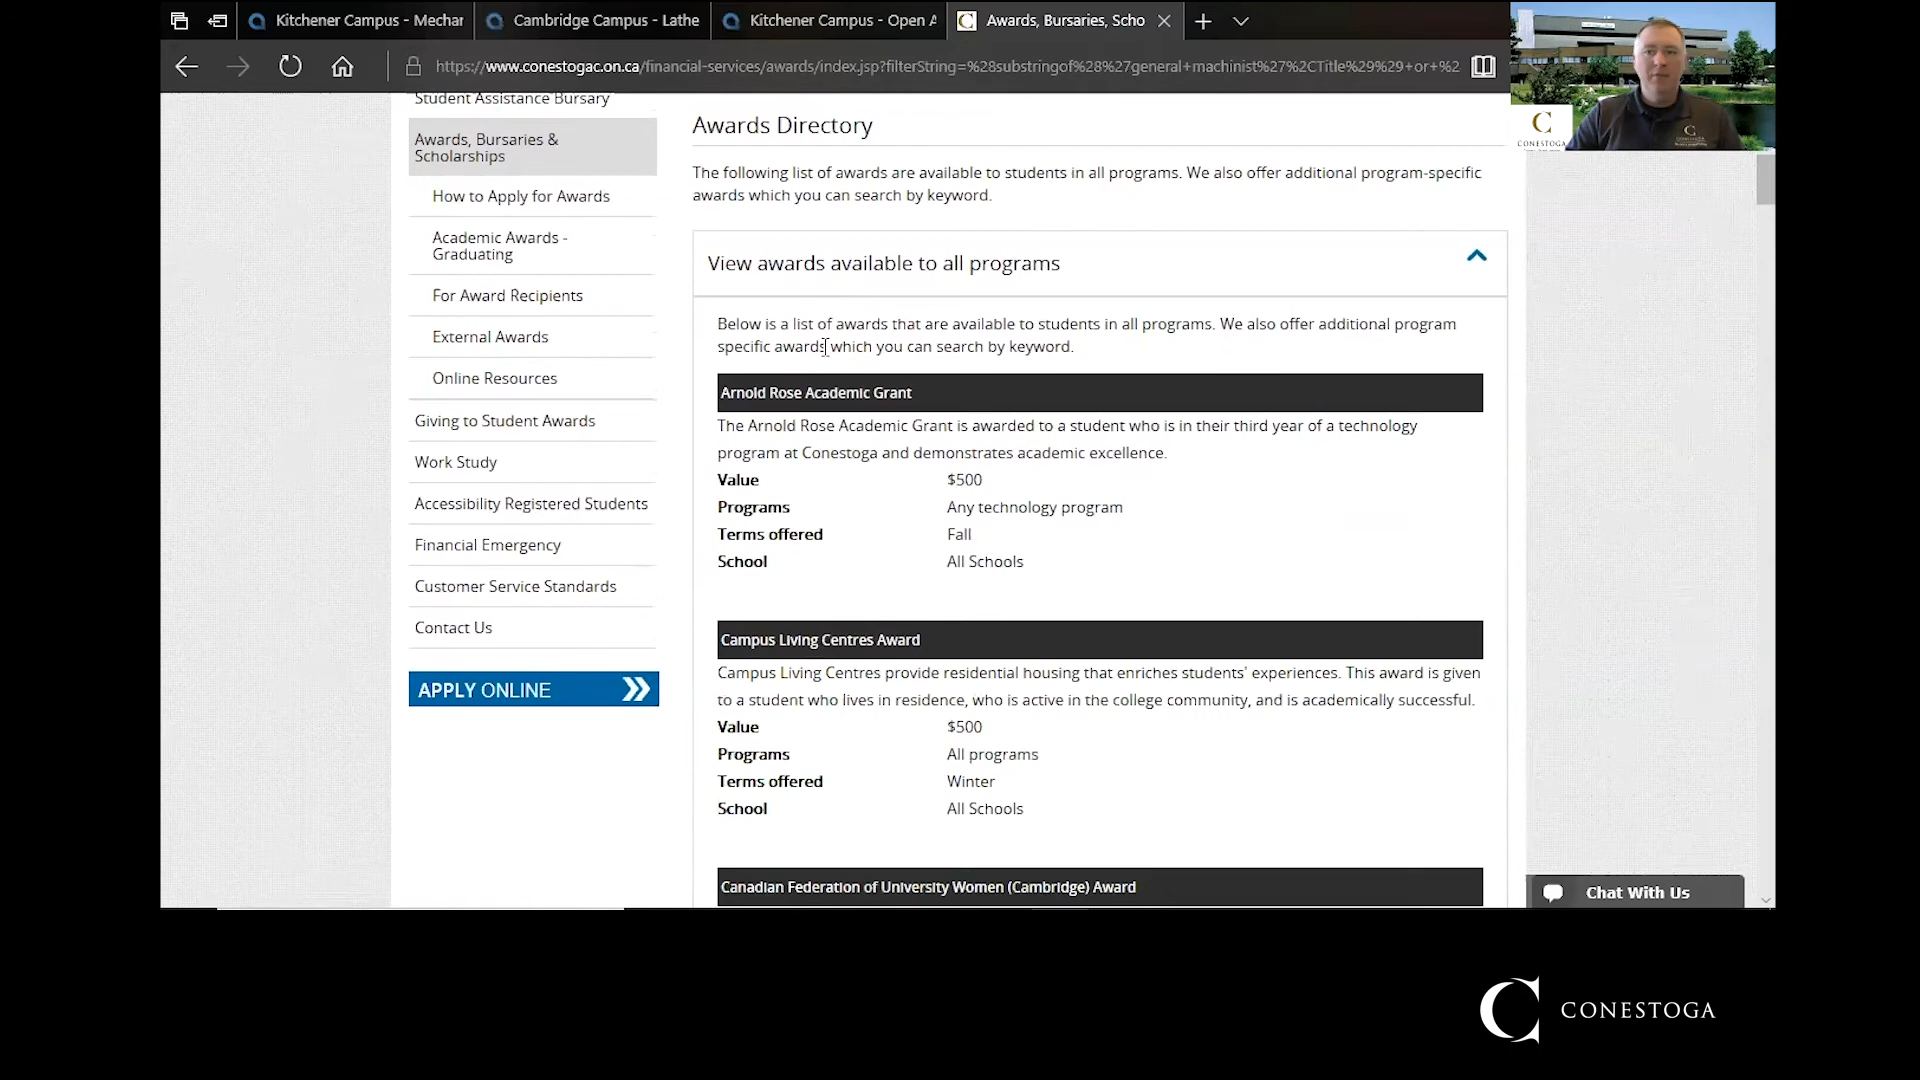 Kitchener Campus - Mechar
Cambridge Campus - Lathe
Kitchener Campus - Open A
Awards, Bursaries, Scho
https://www.conestogac.on.ca/financial-services/awards/index.jsp?filterString=%28substringof%28%27general+machinist%27%2CTitle%29%29+or+%2
C
CONESTOGA
CONESTOGA
Student Assistance Bursary
Awards, Bursaries &
Scholarships
How to Apply for Awards
Academic Awards -
Graduating
For Award Recipients
External Awards
Online Resources
Giving to Student Awards
Work Study
Accessibility Registered Students
Financial Emergency
Customer Service Standards
Contact Us
APPLY ONLINE
Awards Directory
The following list of awards are available to students in all programs. We also offer additional program-specific
awards which you can search by keyword.
View awards available to all programs
Below is a list of awards that are available to students in all programs. We also offer additional program
specific awards which you can search by keyword.
Arnold Rose Academic Grant
The Arnold Rose Academic Grant is awarded to a student who is in their third year of a technology
program at Conestoga and demonstrates academic excellence.
Value $500
Programs Any technology program
Terms offered Fall
School All Schools
Campus Living Centres Award
Campus Living Centres provide residential housing that enriches students' experiences. This award is given
to a student who lives in residence, who is active in the college community, and is academically successful.
Value $500
Programs All programs
Terms offered Winter
School All Schools
Canadian Federation of University Women (Cambridge) Award
Chat With Us
CONESTOGA